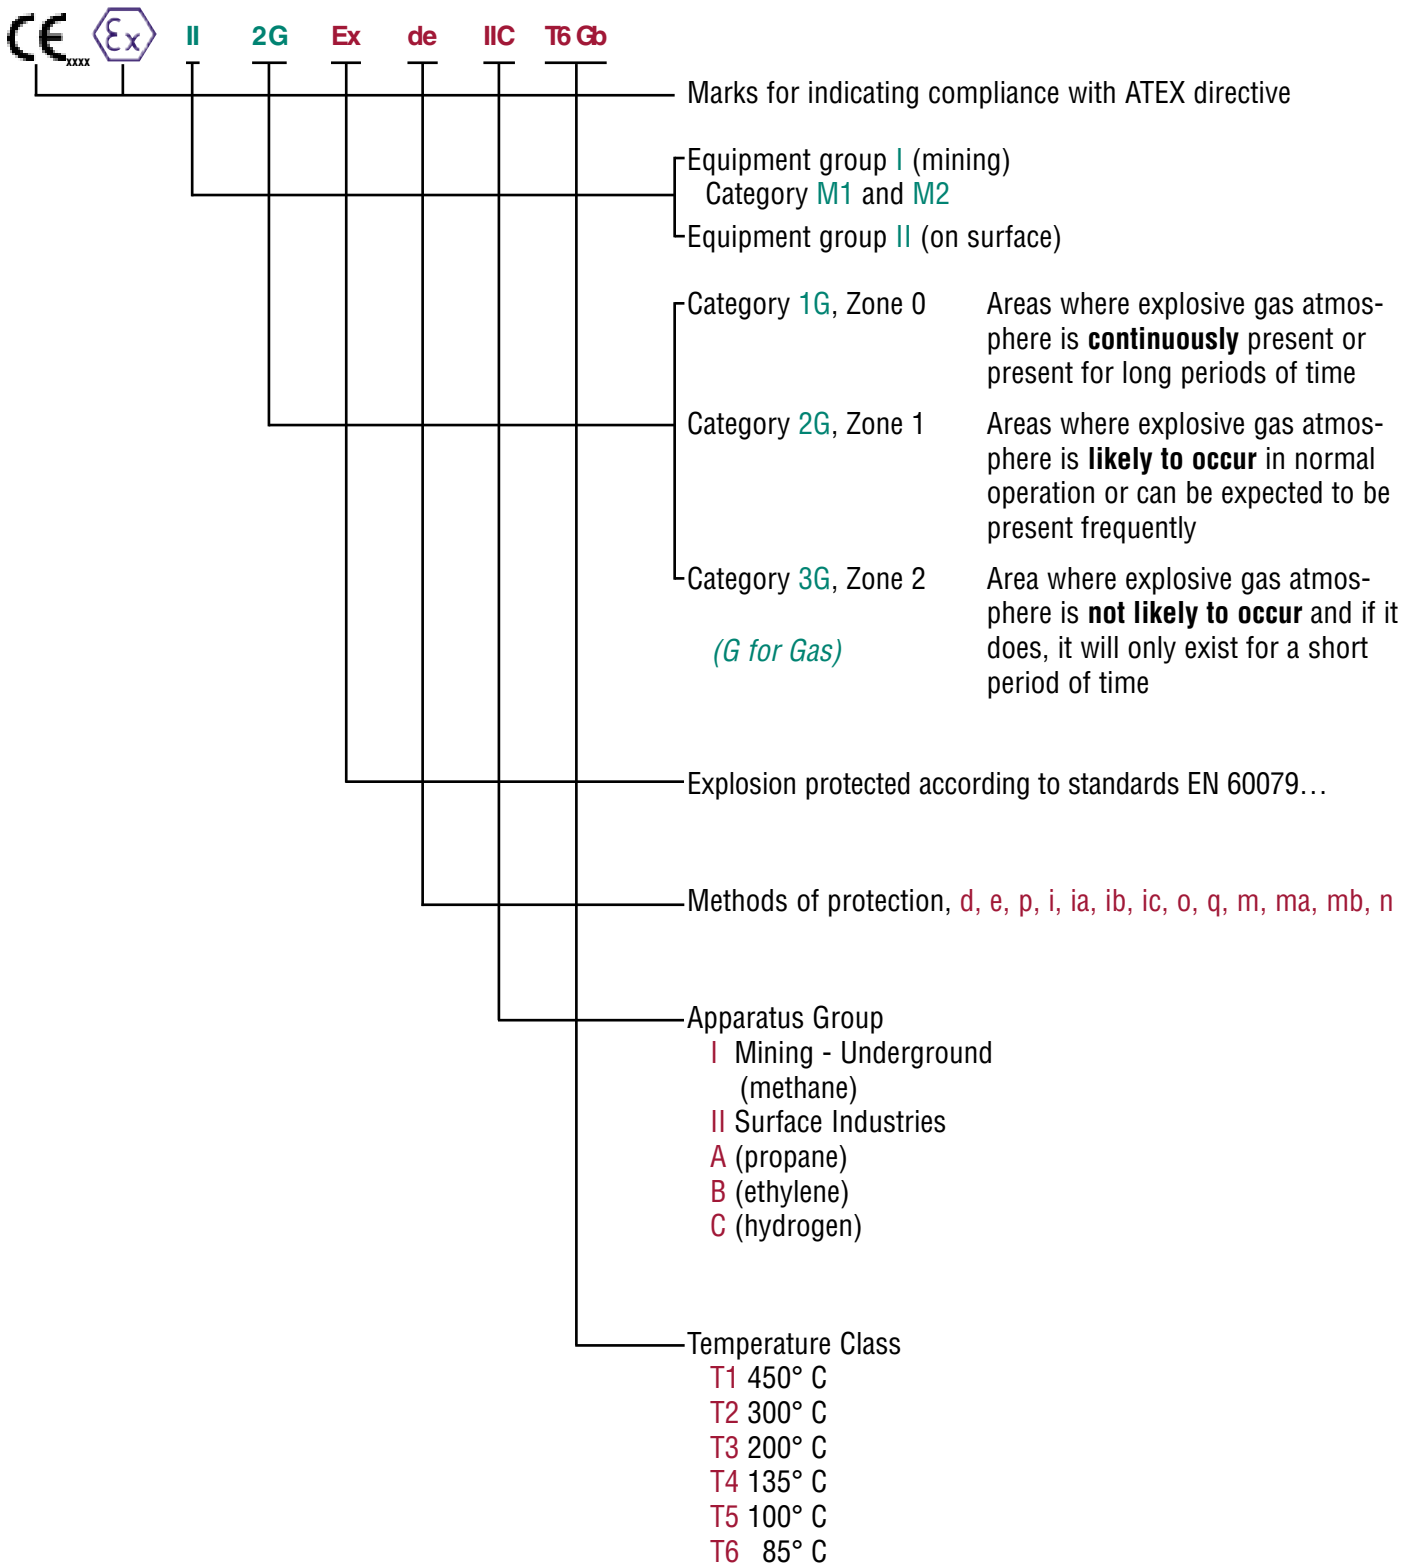 CE xxxx Ex II 2G Ex de IIC T6 Gb
Marks for indicating compliance with ATEX directive
Equipment group I (mining)
Category M1 and M2
Equipment group II (on surface)
Category 1G, Zone 0
Areas where explosive gas atmos-
phere is continuously present or
present for long periods of time
Category 2G, Zone 1
Areas where explosive gas atmos-
phere is likely to occur in normal
operation or can be expected to be
present frequently
Category 3G, Zone 2
(G for Gas)
Area where explosive gas atmos-
phere is not likely to occur and if it
does, it will only exist for a short
period of time
Explosion protected according to standards EN 60079…
Methods of protection, d, e, p, i, ia, ib, ic, o, q, m, ma, mb, n
Apparatus Group
I Mining - Underground
(methane)
II Surface Industries
A (propane)
B (ethylene)
C (hydrogen)
Temperature Class
T1 450° C
T2 300° C
T3 200° C
T4 135° C
T5 100° C
T6 85° C